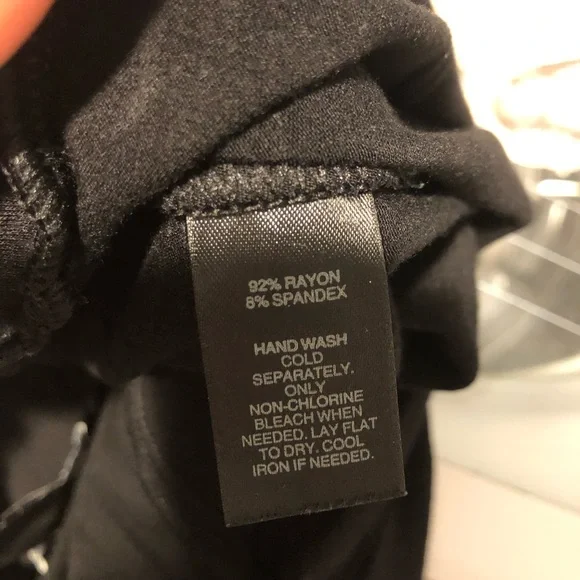 92% RAYON
8% SPANDEX
HAND WASH
COLD
SEPARATELY.
ONLY
NON-CHLORINE
BLEACH WHEN
NEEDED. LAY FLAT
TO DRY. COOL
IRON IF NEEDED.